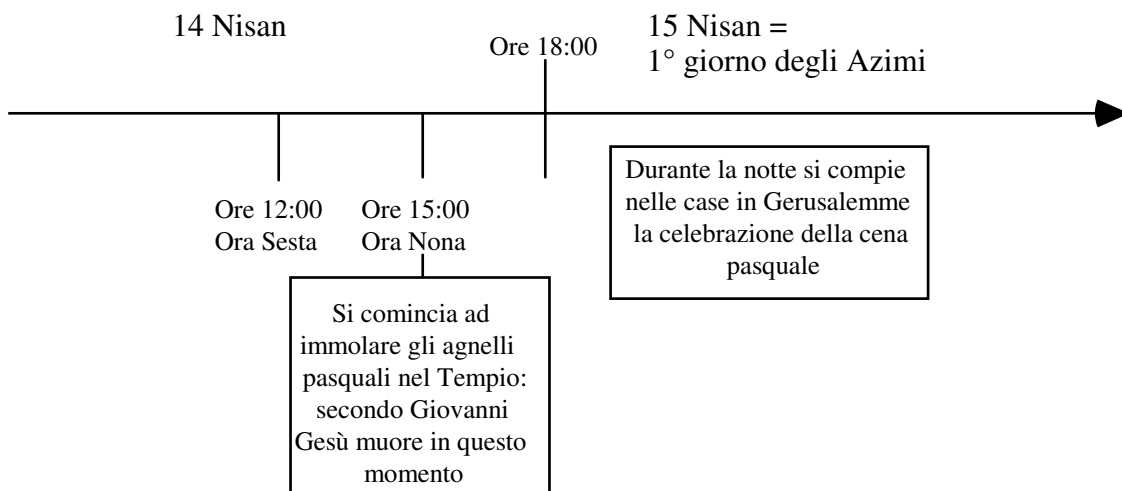 14 Nisan
Ore 18:00
15 Nisan =
1° giorno degli Azimi
Ore 12:00
Ora Sesta
Ore 15:00
Ora Nona
Si comincia ad
immolare gli agnelli
pasquali nel Tempio:
secondo Giovanni
Gesù muore in questo
momento
Durante la notte si compie
nelle case in Gerusalemme
la celebrazione della cena
pasquale